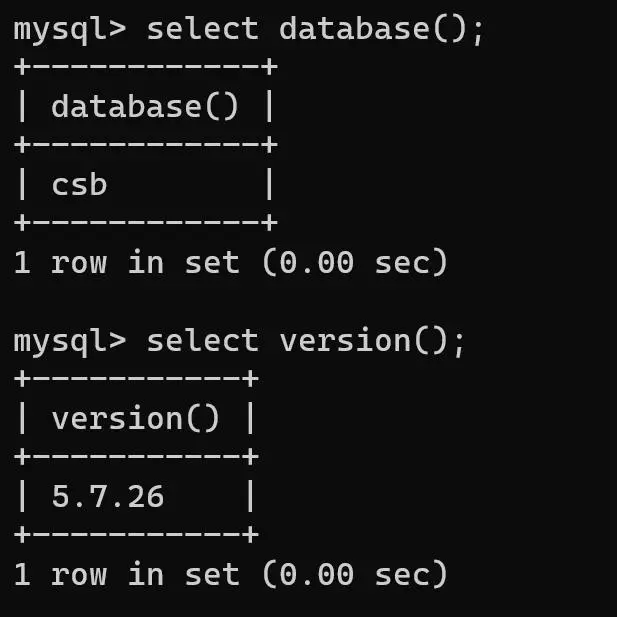 mysql> select database();
+------------+
| database() |
+------------+
| csb        |
+------------+
1 row in set (0.00 sec)

mysql> select version();
+-----------+
| version() |
+-----------+
| 5.7.26    |
+-----------+
1 row in set (0.00 sec)